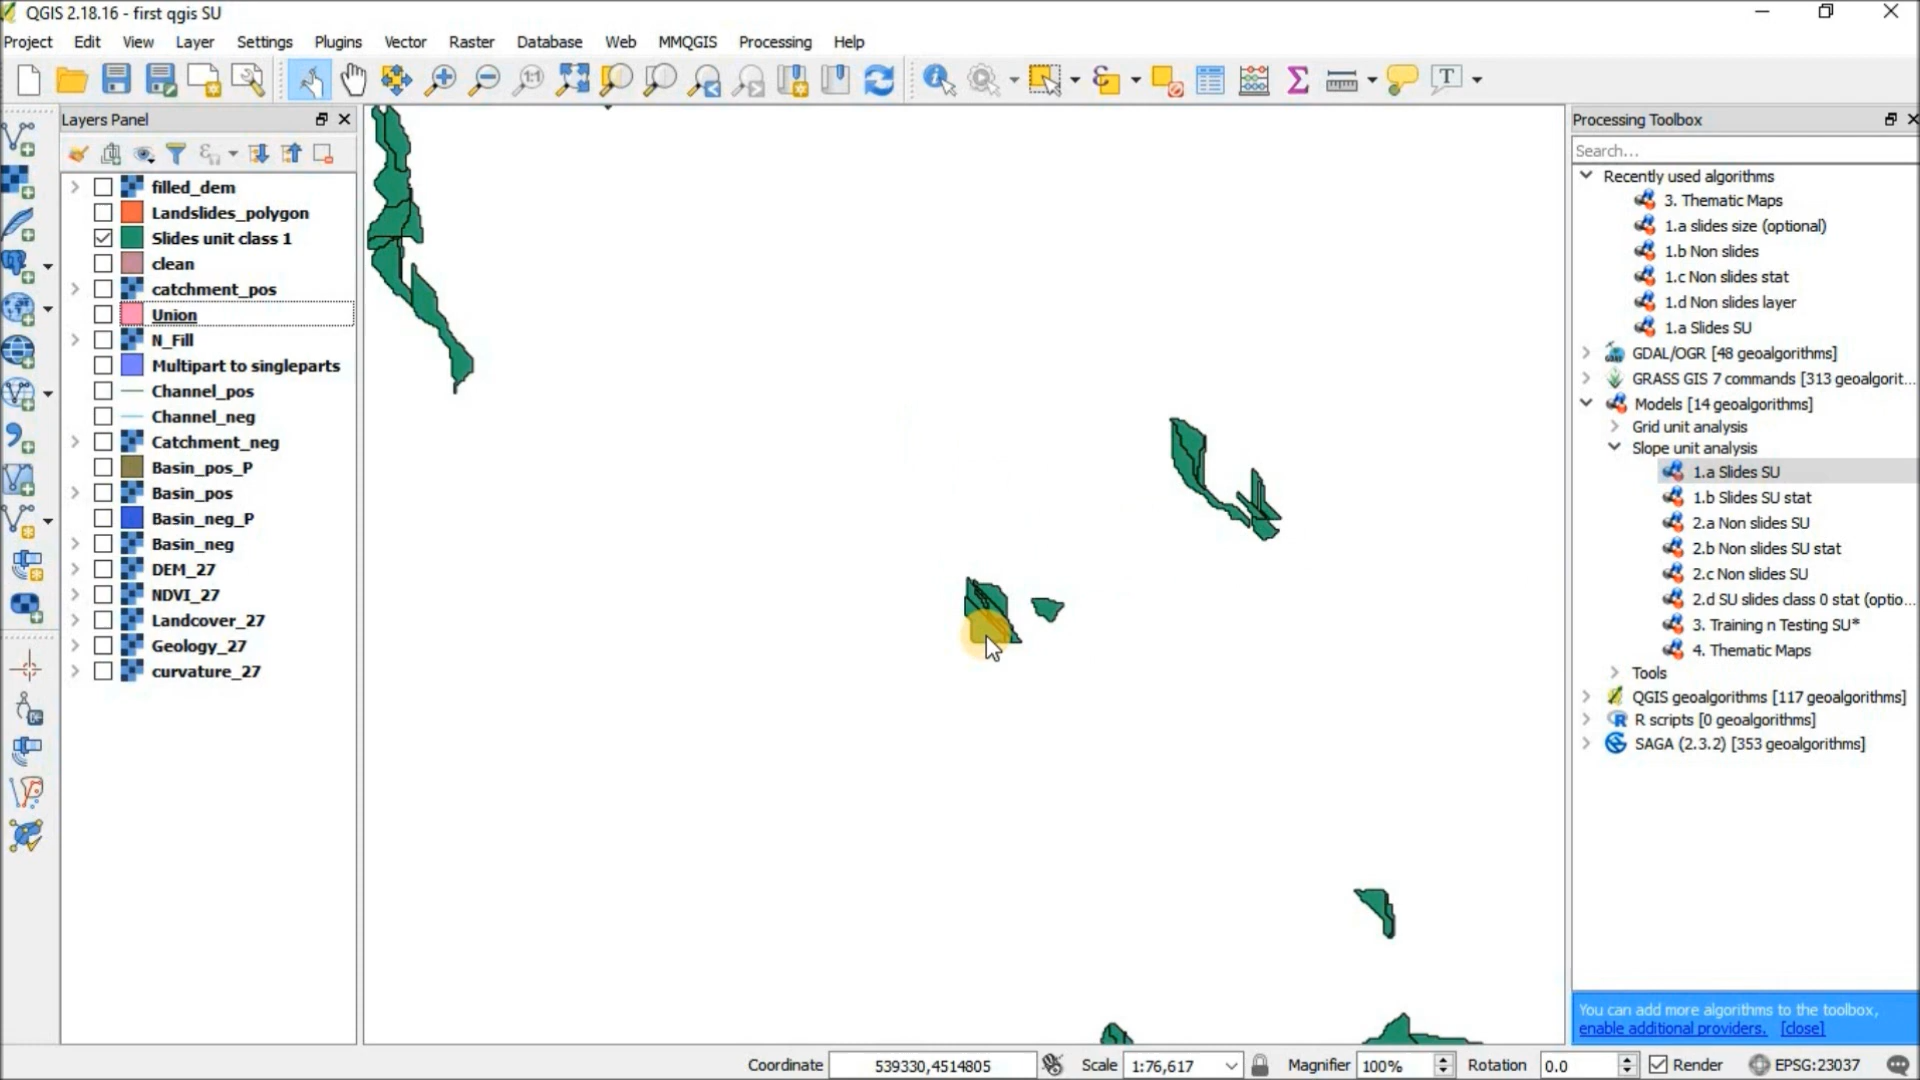 QGIS 2.18.16 - first qgis SU
Project Edit View Layer Settings Plugins Vector Raster Database Web MMQGIS Processing Help
Layers Panel
filled_dem
Landslides_polygon
Slides unit class 1
clean
catchment_pos
Union
N_Fill
Multipart to singleparts
Channel_pos
Channel_neg
Catchment_neg
Basin_pos_P
Basin_pos
Basin_neg_P
Basin_neg
DEM_27
NDVI_27
Landcover_27
Geology_27
curvature_27
Processing Toolbox
Search...
Recently used algorithms
3. Thematic Maps
1.a slides size (optional)
1.b Non slides
1.c Non slides stat
1.d Non slides layer
1.a Slides SU
GDAL/OGR [48 geoalgorithms]
GRASS GIS 7 commands [313 geoalgorit...
Models [14 geoalgorithms]
Grid unit analysis
Slope unit analysis
1.a Slides SU
1.b Slides SU stat
2.a Non slides SU
2.b Non slides SU stat
2.c Non slides SU
2.d SU slides class 0 stat (optio...
3. Training n Testing SU*
4. Thematic Maps
Tools
QGIS geoalgorithms [117 geoalgorithms]
R scripts [0 geoalgorithms]
SAGA (2.3.2) [353 geoalgorithms]
You can add more algorithms to the toolbox,
enable additional providers. [close]
Coordinate 539330,4514805 Scale 1:76,617 Magnifier 100% Rotation 0.0 Render EPSG:23037